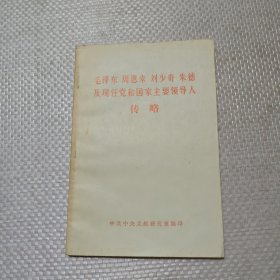 毛泽东 周恩来 刘少奇 朱德
及现任党和国家主要领导人
传略
中共中央文献研究室编译